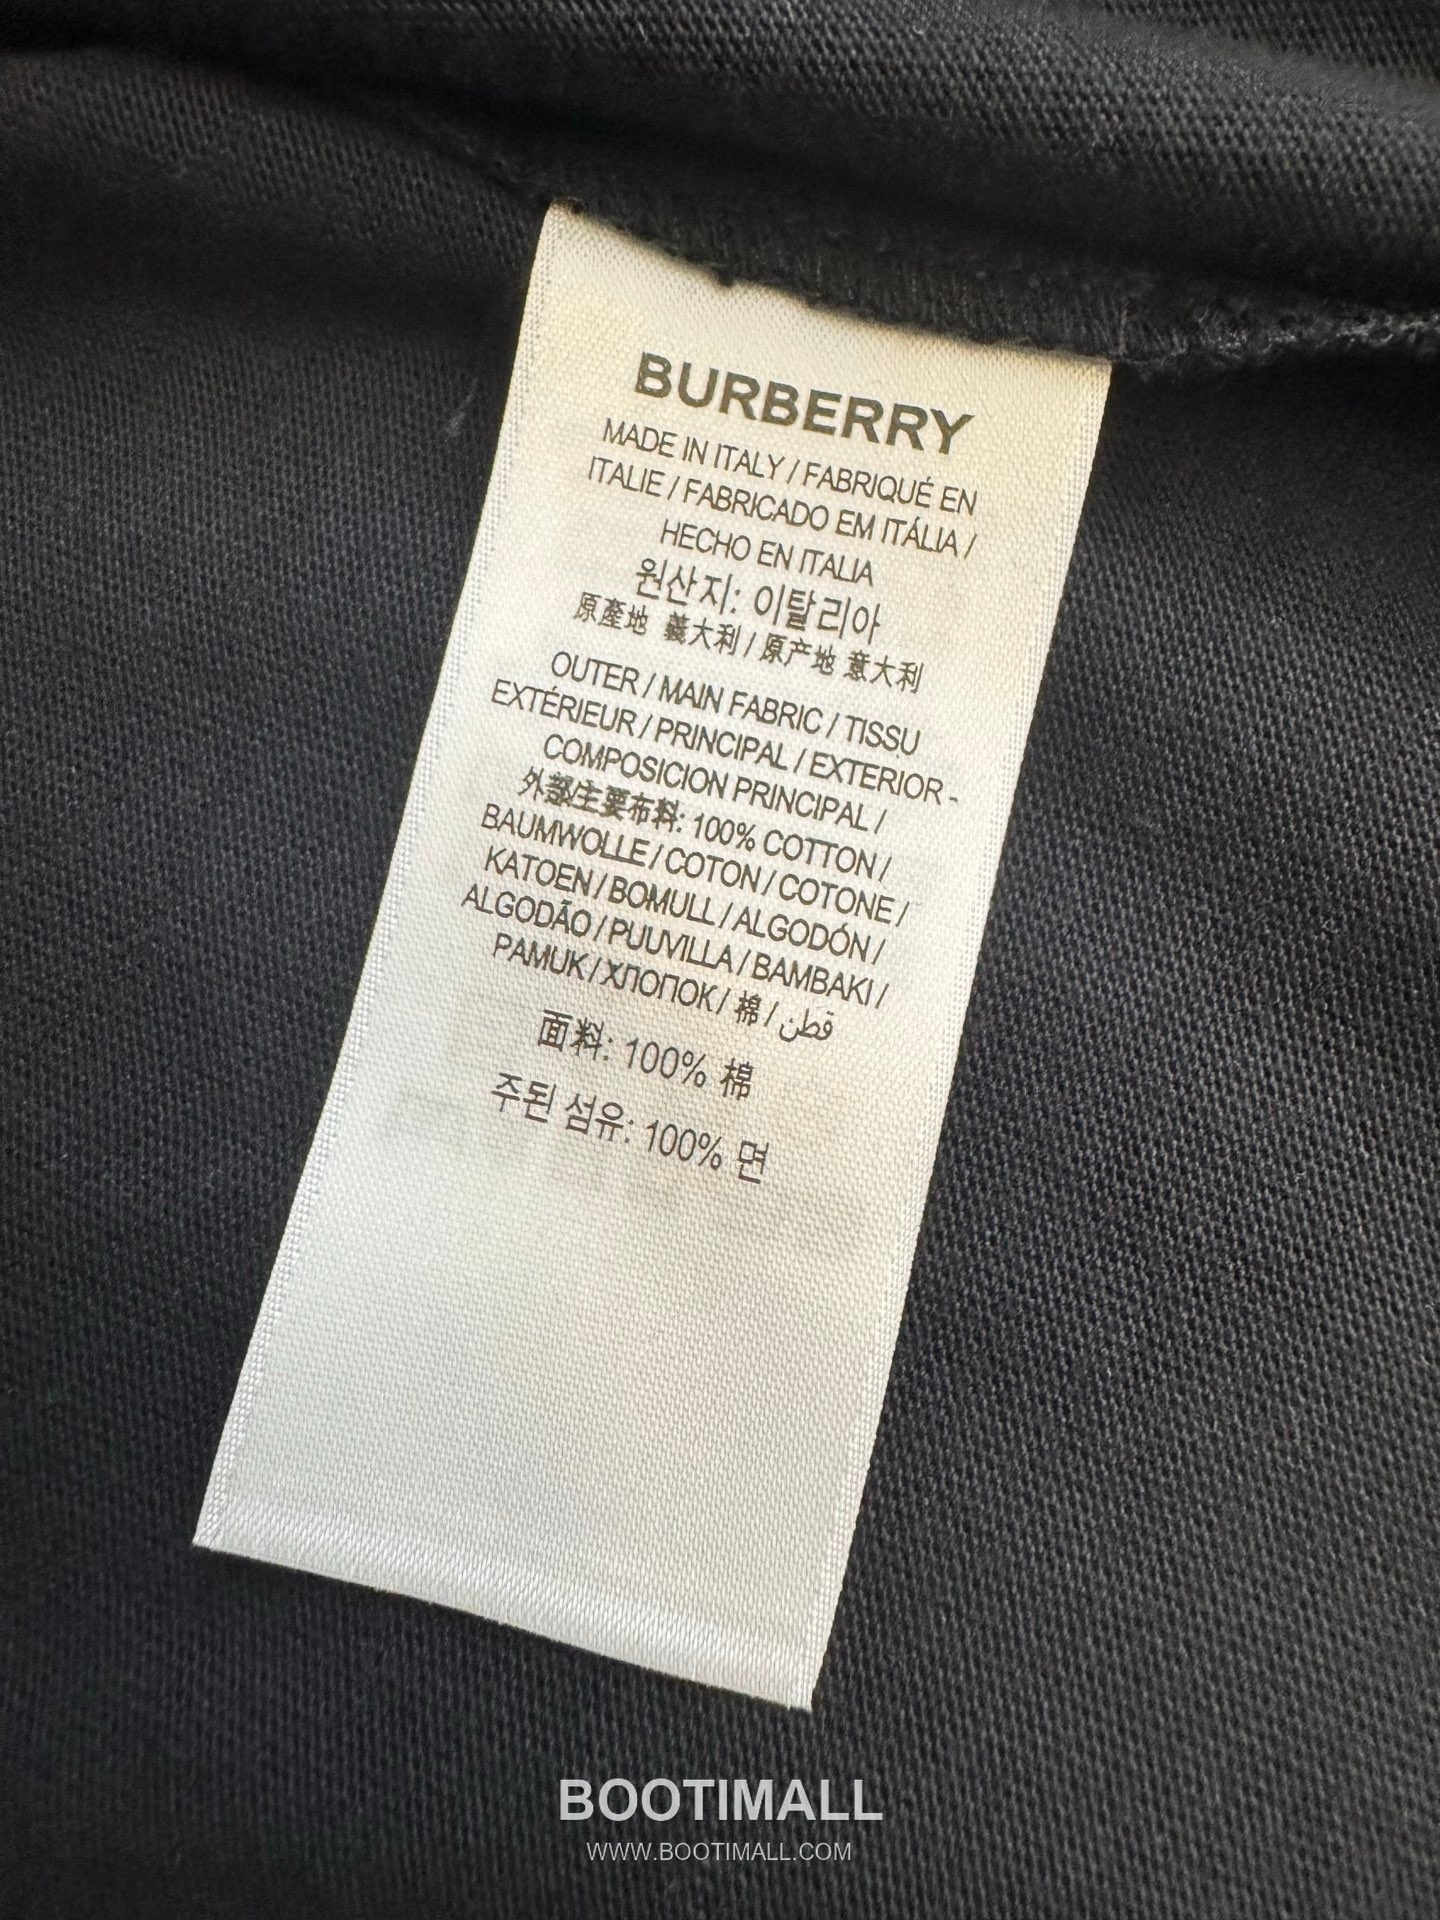 BURBERRY
MADE IN ITALY / FABRIQUÉ EN
ITALIE / FABRICADO EM ITÁLIA /
HECHO EN ITALIA
원산지: 이탈리아
原產地 義大利 / 原产地 意大利
OUTER / MAIN FABRIC / TISSU
EXTÉRIEUR / PRINCIPAL / EXTERIOR -
COMPOSICION PRINCIPAL /
外部/主要布料: 100% COTTON /
BAUMWOLLE / COTON / COTONE /
KATOEN / BOMULL / ALGODÓN /
ALGODÃO / PUUVILLA / BAMBAKI /
PAMUK / ХЛОПОК / 棉 / قطن
面料: 100% 棉
주된 섬유: 100% 면
BOOTIMALL
WWW.BOOTIMALL.COM